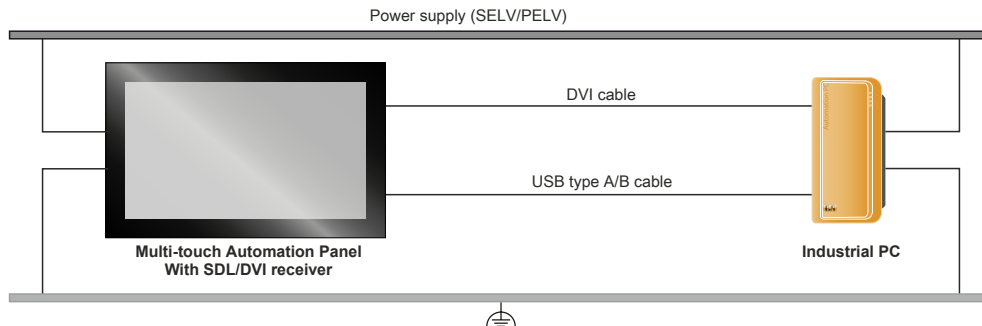 Power supply (SELV/PELV)
DVI cable
USB type A/B cable
Multi-touch Automation Panel
With SDL/DVI receiver
Industrial PC